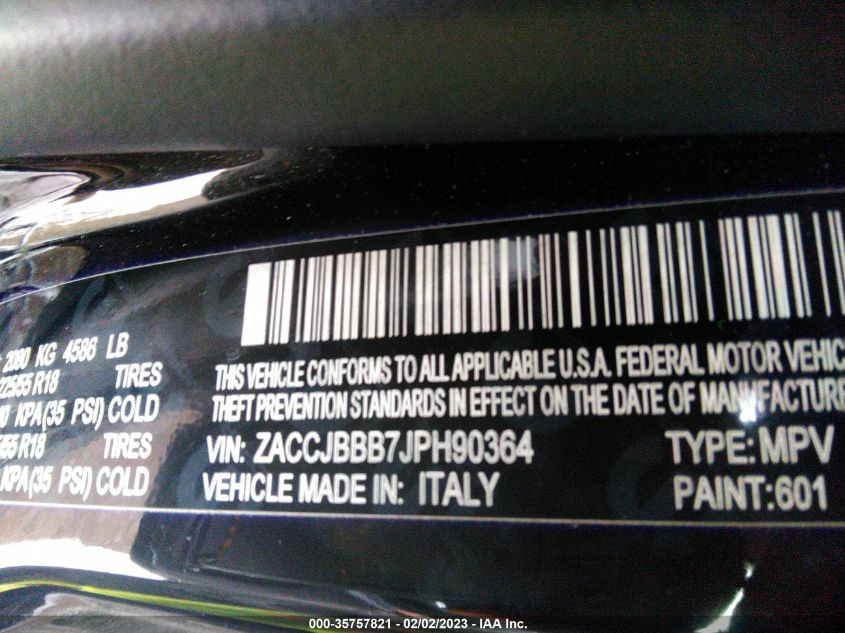 2080 KG 4586 LB
R18 TIRES
KPA(35 PSI) COLD
R18 TIRES
KPA(35 PSI) COLD
THIS VEHICLE CONFORMS TO ALL APPLICABLE U.S.A. FEDERAL MOTOR VEHIC
THEFT PREVENTION STANDARDS IN EFFECT ON THE DATE OF MANUFACTURE
VIN: ZACCJBBB7JPH90364 TYPE: MPV
VEHICLE MADE IN: ITALY PAINT:601
000-35757821 - 02/02/2023 - IAA Inc.